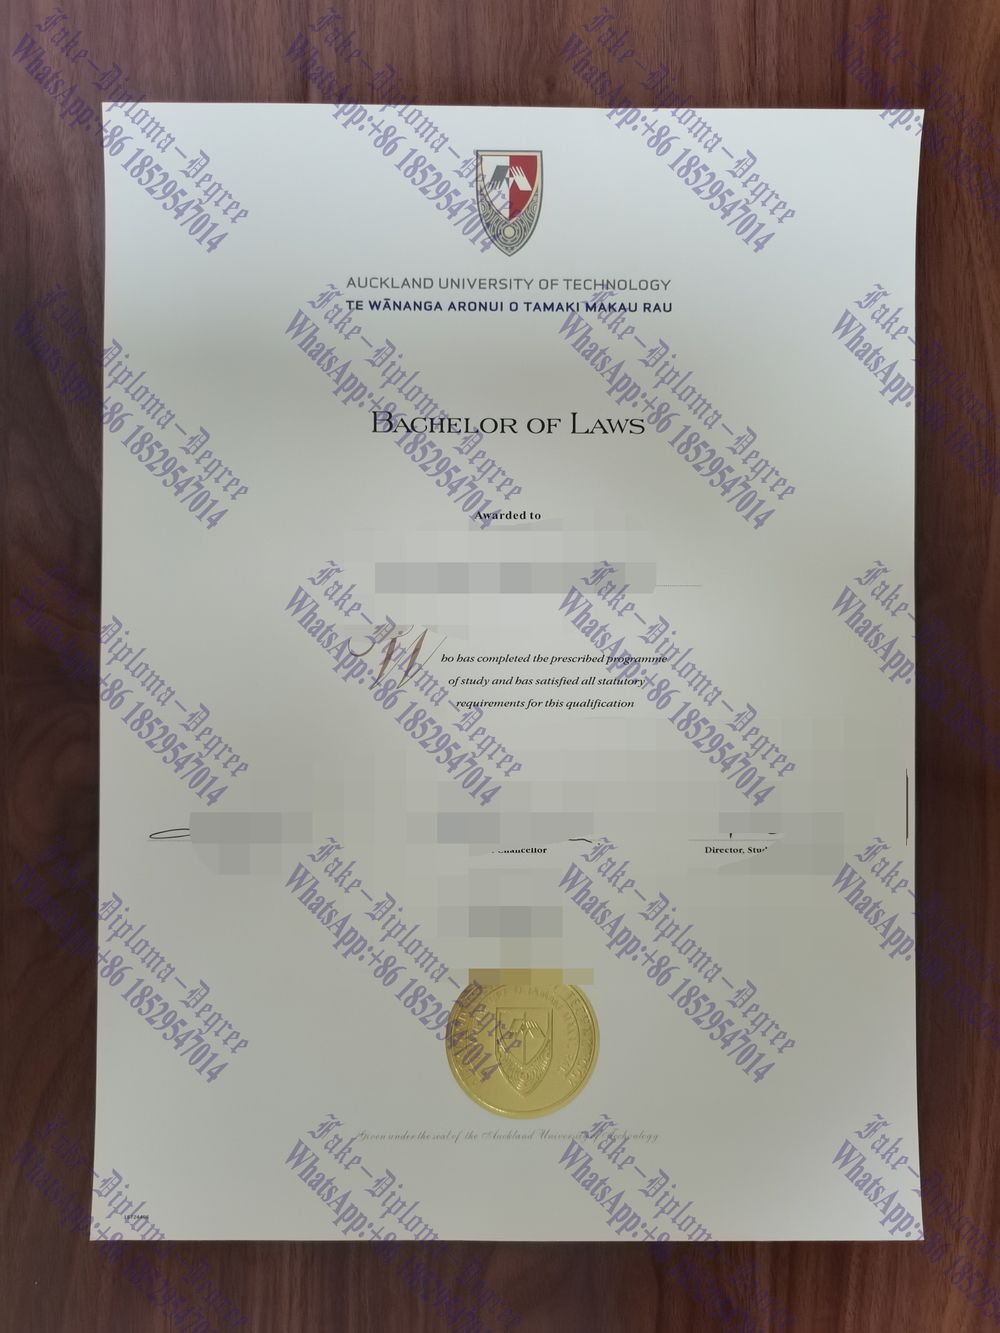 AUCKLAND UNIVERSITY OF TECHNOLOGY
TE WĀNANGA ARONUI O TAMAKI MAKAU RAU
BACHELOR OF LAWS
Awarded to
Who has completed the prescribed programme
of study and has satisfied all statutory
requirements for this qualification
Chancellor
Director,
Given under the seal of the Auckland University of Technology
Fake-Diploma-Degree
WhatsApp:+86 18529547014